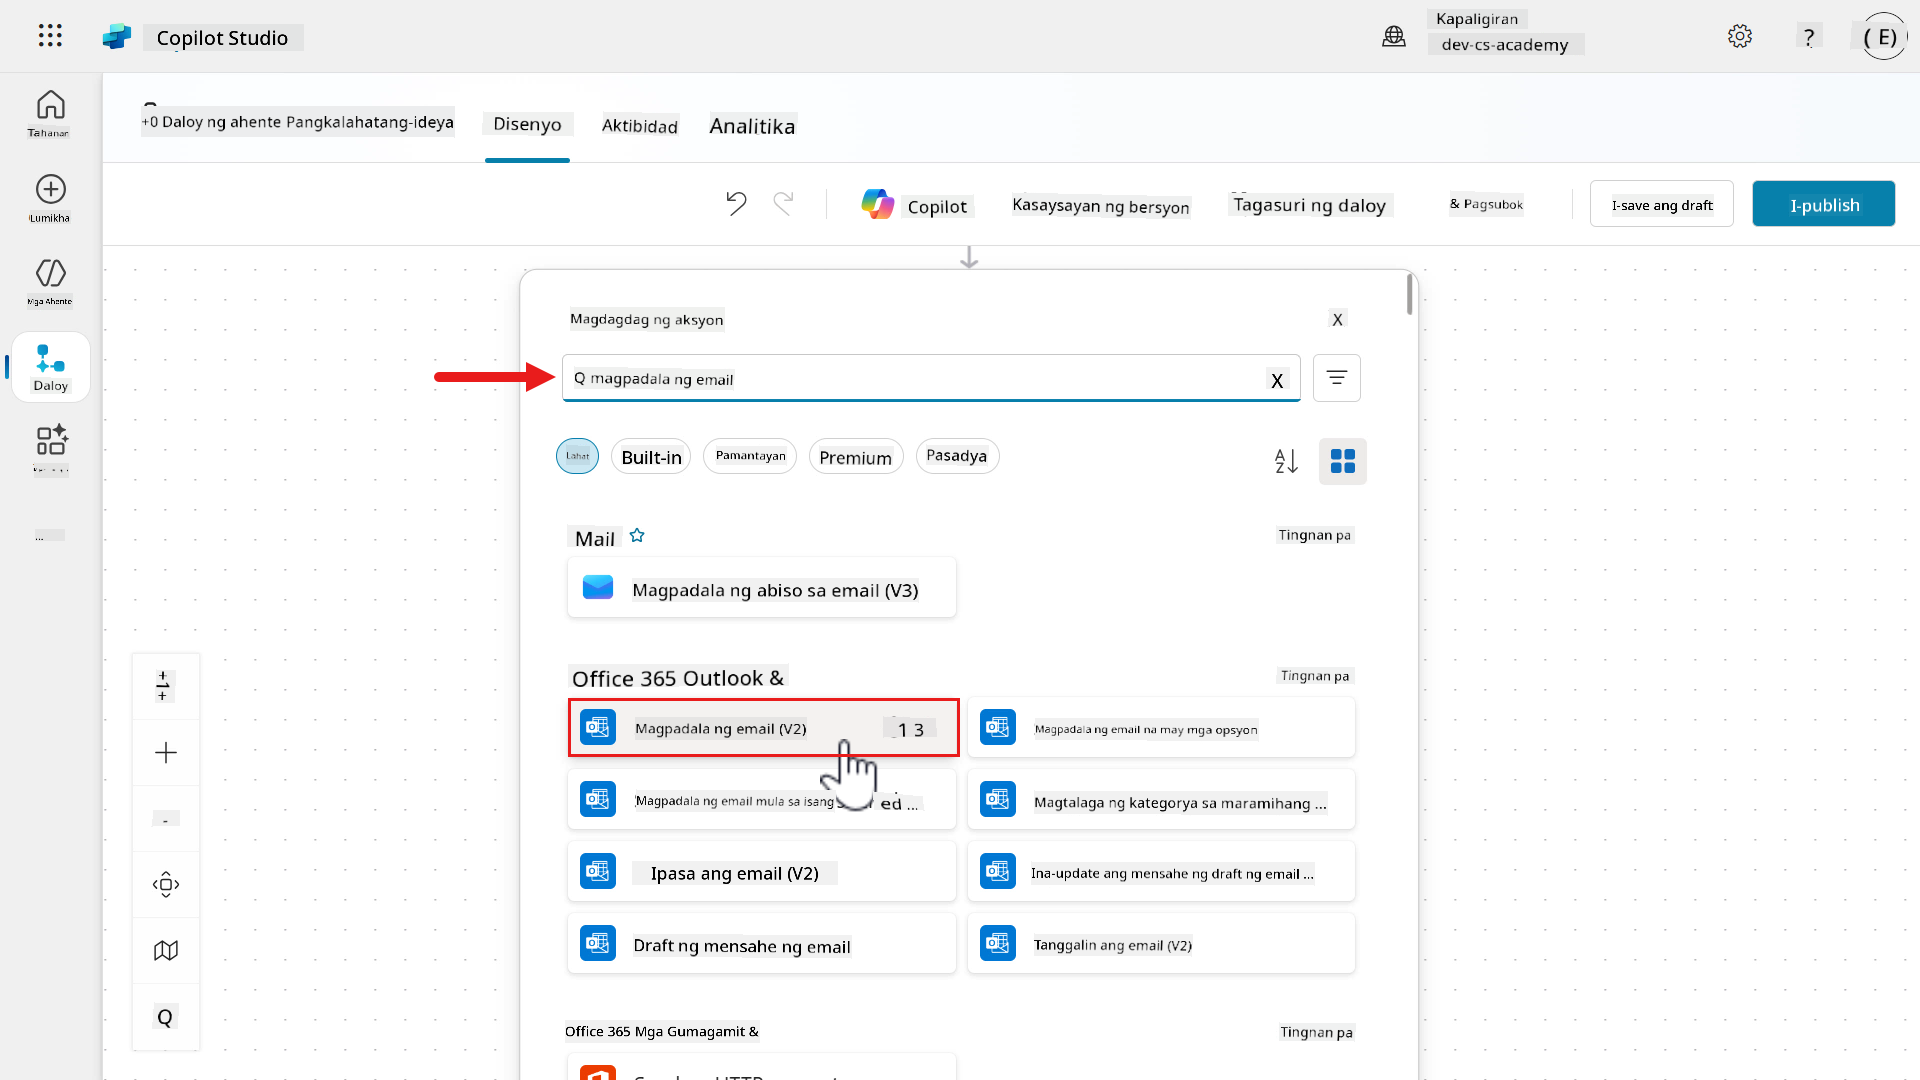 Copilot Studio
Kapaligiran
dev-cs-academy
?
( E)
Tahanan
Lumikha
Mga Ahente
Daloy
...
+0 Daloy ng ahente Pangkalahatang-ideya
Disenyo
Aktibidad
Analitika
Copilot
Kasaysayan ng bersyon
Tagasuri ng daloy
& Pagsubok
I-save ang draft
I-publish
Magdagdag ng aksyon
X
Q magpadala ng email
X
Lahat
Built-in
Pamantayan
Premium
Pasadya
Mail
Tingnan pa
Magpadala ng abiso sa email (V3)
Office 365 Outlook &
Tingnan pa
Magpadala ng email (V2)
1 3
Magpadala ng email na may mga opsyon
Magpadala ng email mula sa isang ed ...
Magtalaga ng kategorya sa maramihang ...
Ipasa ang email (V2)
Ina-update ang mensahe ng draft ng email ...
Draft ng mensahe ng email
Tanggalin ang email (V2)
Office 365 Mga Gumagamit &
Tingnan pa
Q